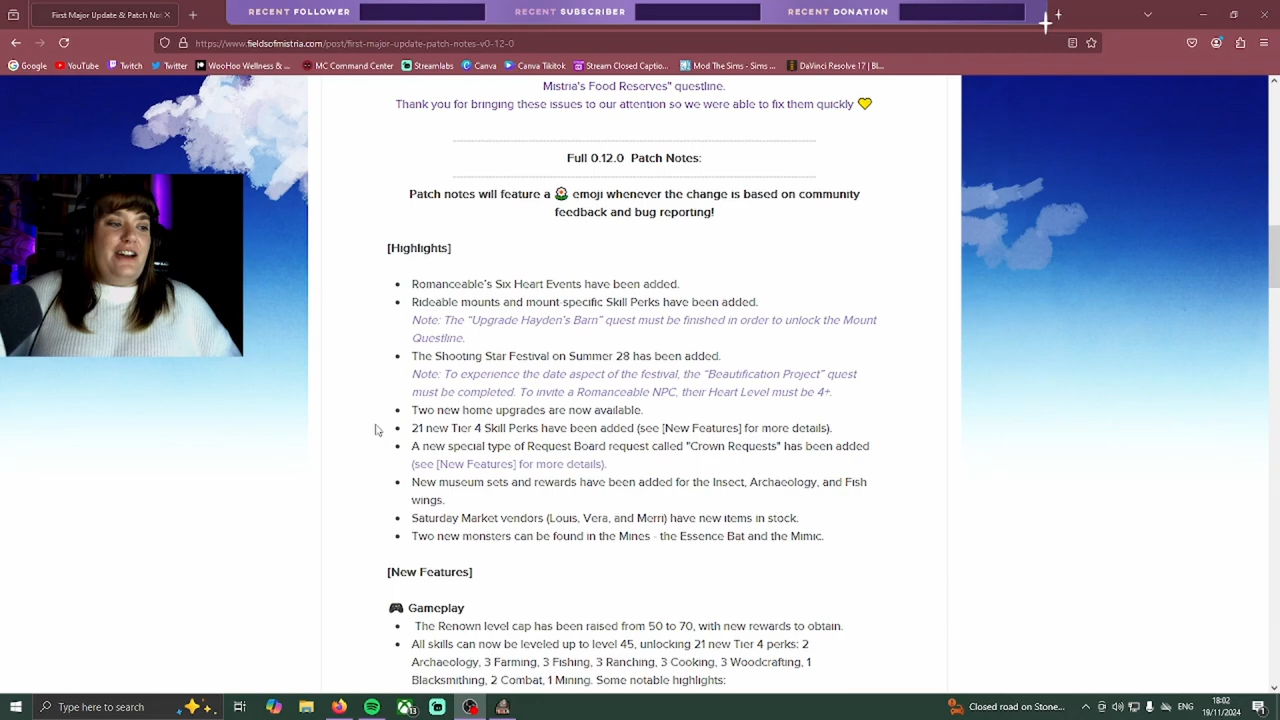 RECENT FOLLOWER
RECENT SUBSCRIBER
RECENT DONATION
First Major Update & Patch Not
https://www.fieldsofmistria.com/post/first-major-update-patch-notes-v0-12-0
Google
YouTube
Twitch
Twitter
WooHoo Wellness &...
MC Command Center
Streamlabs
Canva
Canva Tikitok
Stream Closed Captio...
Mod The Sims - Sims ...
DaVinci Resolve 17 | Bl...
Mistria's Food Reserves" questline.
Thank you for bringing these issues to our attention so we were able to fix them quickly 💛
Full 0.12.0 Patch Notes:
Patch notes will feature a 🌼 emoji whenever the change is based on community
feedback and bug reporting!
[Highlights]
• Romanceable's Six Heart Events have been added.
• Rideable mounts and mount-specific Skill Perks have been added.
Note: The “Upgrade Hayden’s Barn” quest must be finished in order to unlock the Mount
Questline.
• The Shooting Star Festival on Summer 28 has been added.
Note: To experience the date aspect of the festival, the “Beautification Project” quest
must be completed. To invite a Romanceable NPC, their Heart Level must be 4+.
• Two new home upgrades are now available.
• 21 new Tier 4 Skill Perks have been added (see [New Features] for more details).
• A new special type of Request Board request called "Crown Requests" has been added
(see [New Features] for more details).
• New museum sets and rewards have been added for the Insect, Archaeology, and Fish
wings.
• Saturday Market vendors (Louis, Vera, and Merri) have new items in stock.
• Two new monsters can be found in the Mines - the Essence Bat and the Mimic.
[New Features]
🎮 Gameplay
• The Renown level cap has been raised from 50 to 70, with new rewards to obtain.
• All skills can now be leveled up to level 45, unlocking 21 new Tier 4 perks: 2
Archaeology, 3 Farming, 3 Fishing, 3 Ranching, 3 Cooking, 3 Woodcrafting, 1
Blacksmithing, 2 Combat, 1 Mining. Some notable highlights:
Type here to search
13
Closed road on Stone...
ENG
18:02
19/11/2024
1